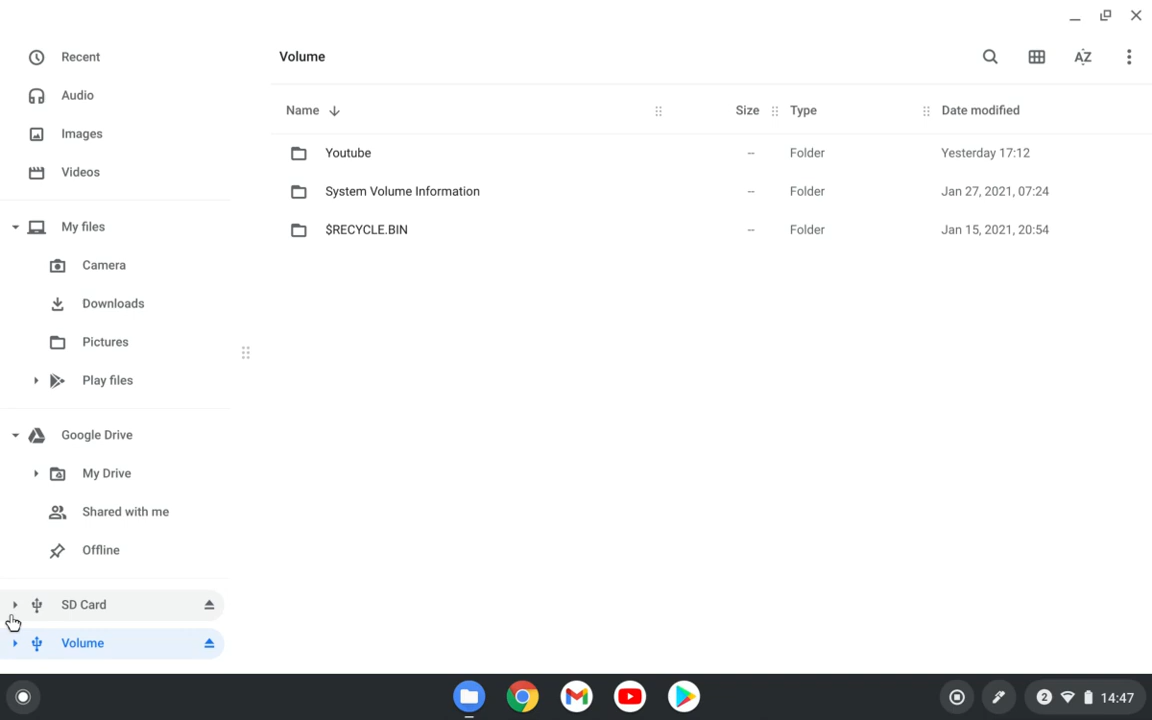 Recent
Audio
Images
Videos
My files
Camera
Downloads
Pictures
Play files
Google Drive
My Drive
Shared with me
Offline
SD Card
Volume
Volume
AZ
Name Size Type Date modified
Youtube -- Folder Yesterday 17:12
System Volume Information -- Folder Jan 27, 2021, 07:24
$RECYCLE.BIN -- Folder Jan 15, 2021, 20:54
2 14:47